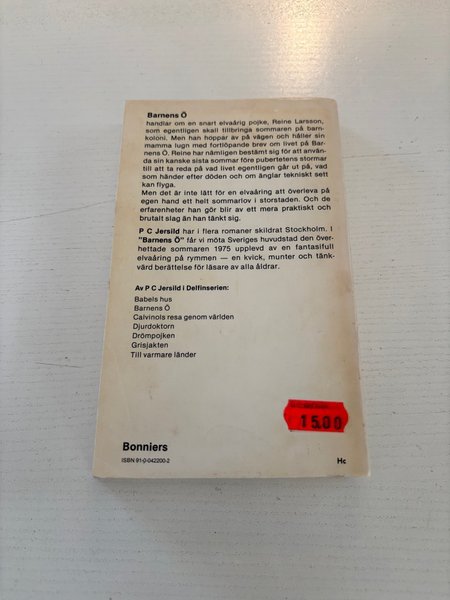 Barnens Ö
handlar om en snart elvaårig pojke, Reine Larsson,
som egentligen skall tillbringa sommaren på barn-
koloni. Men han hoppar av på vägen och håller sin
mamma lugn med fortlöpande brev om livet på Bar-
nens Ö. Reine har nämligen bestämt sig för att använ-
da sin kanske sista sommar före pubertetens stormar
till att ta reda på vad livet egentligen går ut på, vad
som händer efter döden och om änglar tekniskt sett
kan flyga.
Men det är inte lätt för en elvaåring att överleva på
egen hand ett helt sommarlov i storstaden. Och de
erfarenheter han gör blir av ett mera praktiskt och
brutalt slag än han tänkt sig.
P C Jersild har i flera romaner skildrat Stockholm. I
"Barnens Ö" får vi möta Sveriges huvudstad den över-
hettade sommaren 1975 upplevd av en fantasifull
elvaåring på rymmen — en kvick, munter och tänk-
värd berättelse för läsare av alla åldrar.
Av P C Jersild i Delfinserien:
Babels hus
Barnens Ö
Calvinols resa genom världen
Djurdoktorn
Drömpojken
Grisjakten
Till varmare länder
15.00
Bonniers
ISBN 91-0-042200-2
Hc